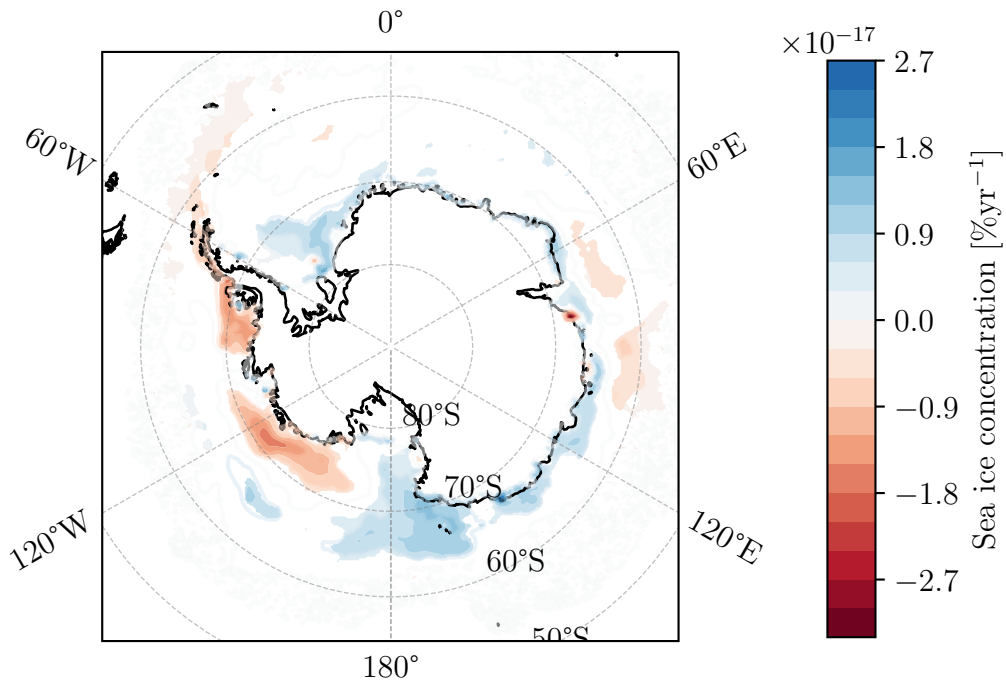 0°
×10⁻¹⁷
2.7
60°W
60°E
1.8
0.9
0.0
80°S
−0.9
70°S
−1.8
120°W
60°S
120°E
−2.7
50°S
180°
Sea ice concentration [%yr⁻¹]